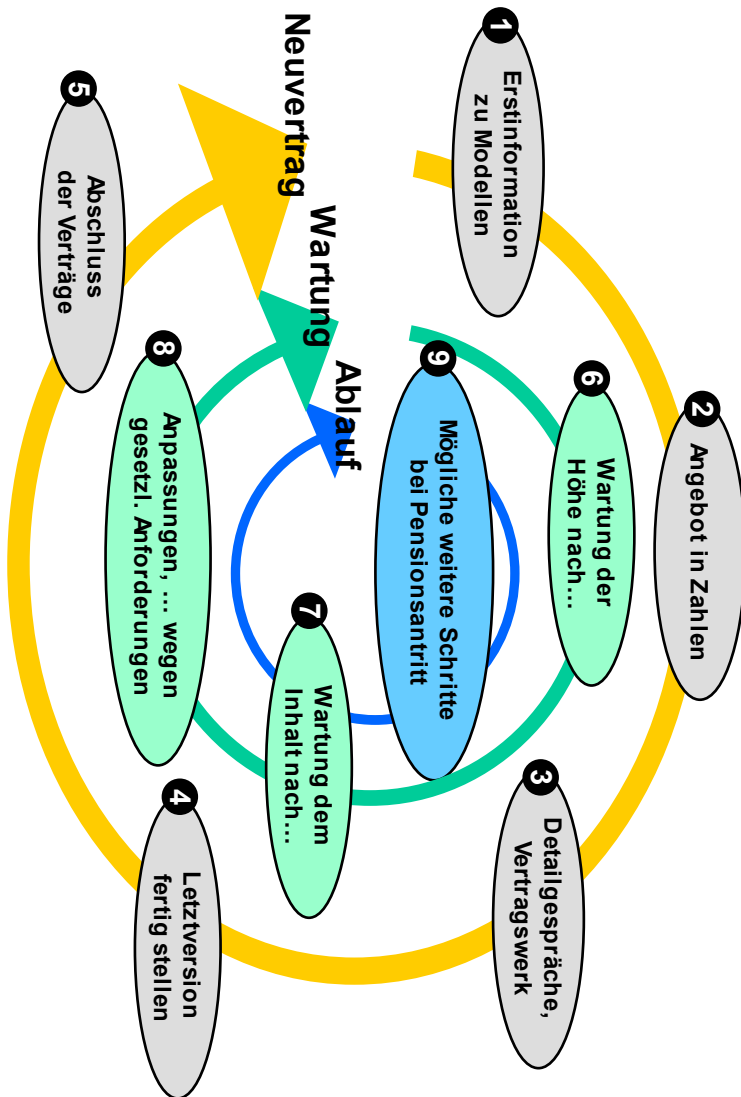 Neuvertrag
Wartung
Ablauf
1
Erstinformation
zu Modellen
2
Angebot in Zahlen
3
Detailgespräche,
Vertragswerk
4
Letztversion
fertig stellen
5
Abschluss
der Verträge
6
Wartung der
Höhe nach...
7
Wartung dem
Inhalt nach...
8
Anpassungen, ... wegen
gesetzl. Anforderungen
9
Mögliche weitere Schritte
bei Pensionsantritt